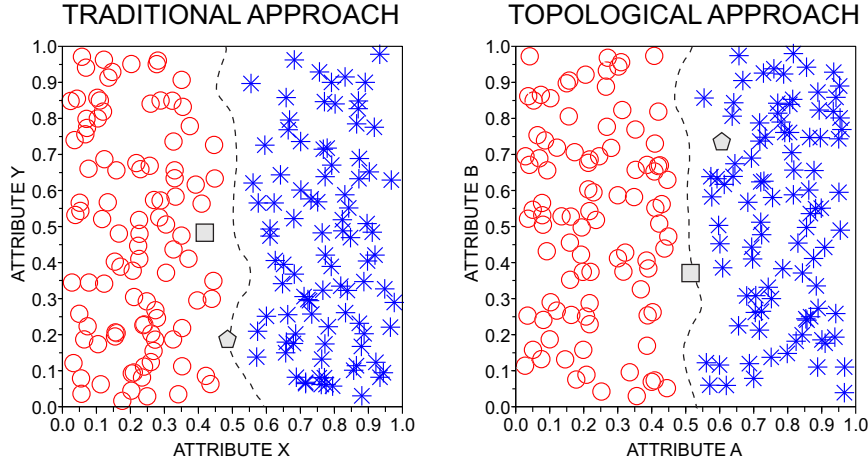 TRADITIONAL APPROACH
TOPOLOGICAL APPROACH
1.0
0.9
0.8
0.7
0.6
0.5
0.4
0.3
0.2
0.1
0.0
ATTRIBUTE Y
0.0 0.1 0.2 0.3 0.4 0.5 0.6 0.7 0.8 0.9 1.0
ATTRIBUTE X
1.0
0.9
0.8
0.7
0.6
0.5
0.4
0.3
0.2
0.1
0.0
ATTRIBUTE B
0.0 0.1 0.2 0.3 0.4 0.5 0.6 0.7 0.8 0.9 1.0
ATTRIBUTE A